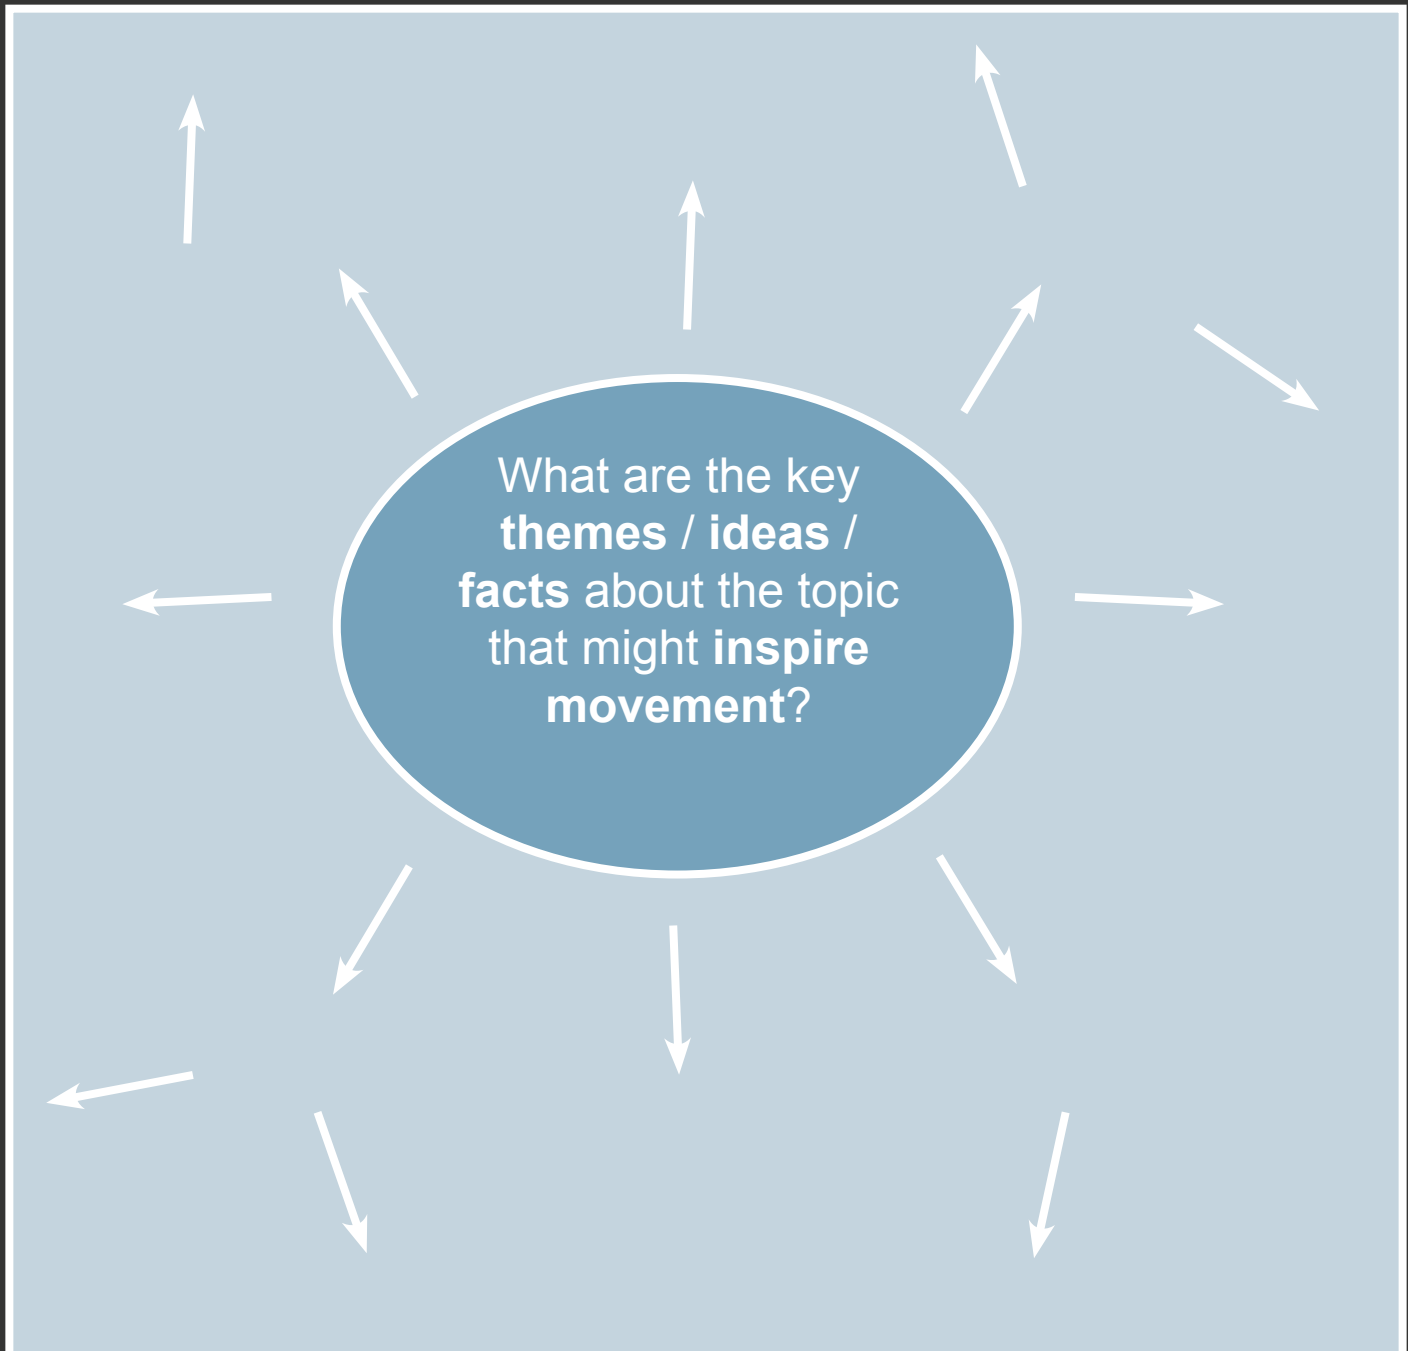 What are the key
themes / ideas /
facts about the topic
that might inspire
movement?